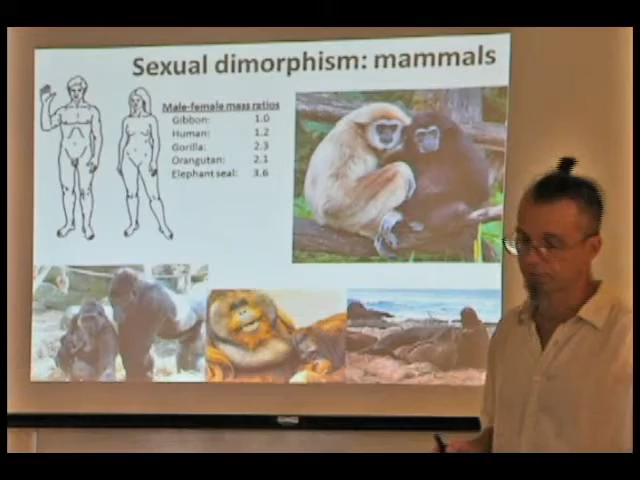 Sexual dimorphism: mammals
Male-female mass ratios
Gibbon: 1.0
Human: 1.2
Gorilla: 2.3
Orangutan: 2.1
Elephant seal: 3.6